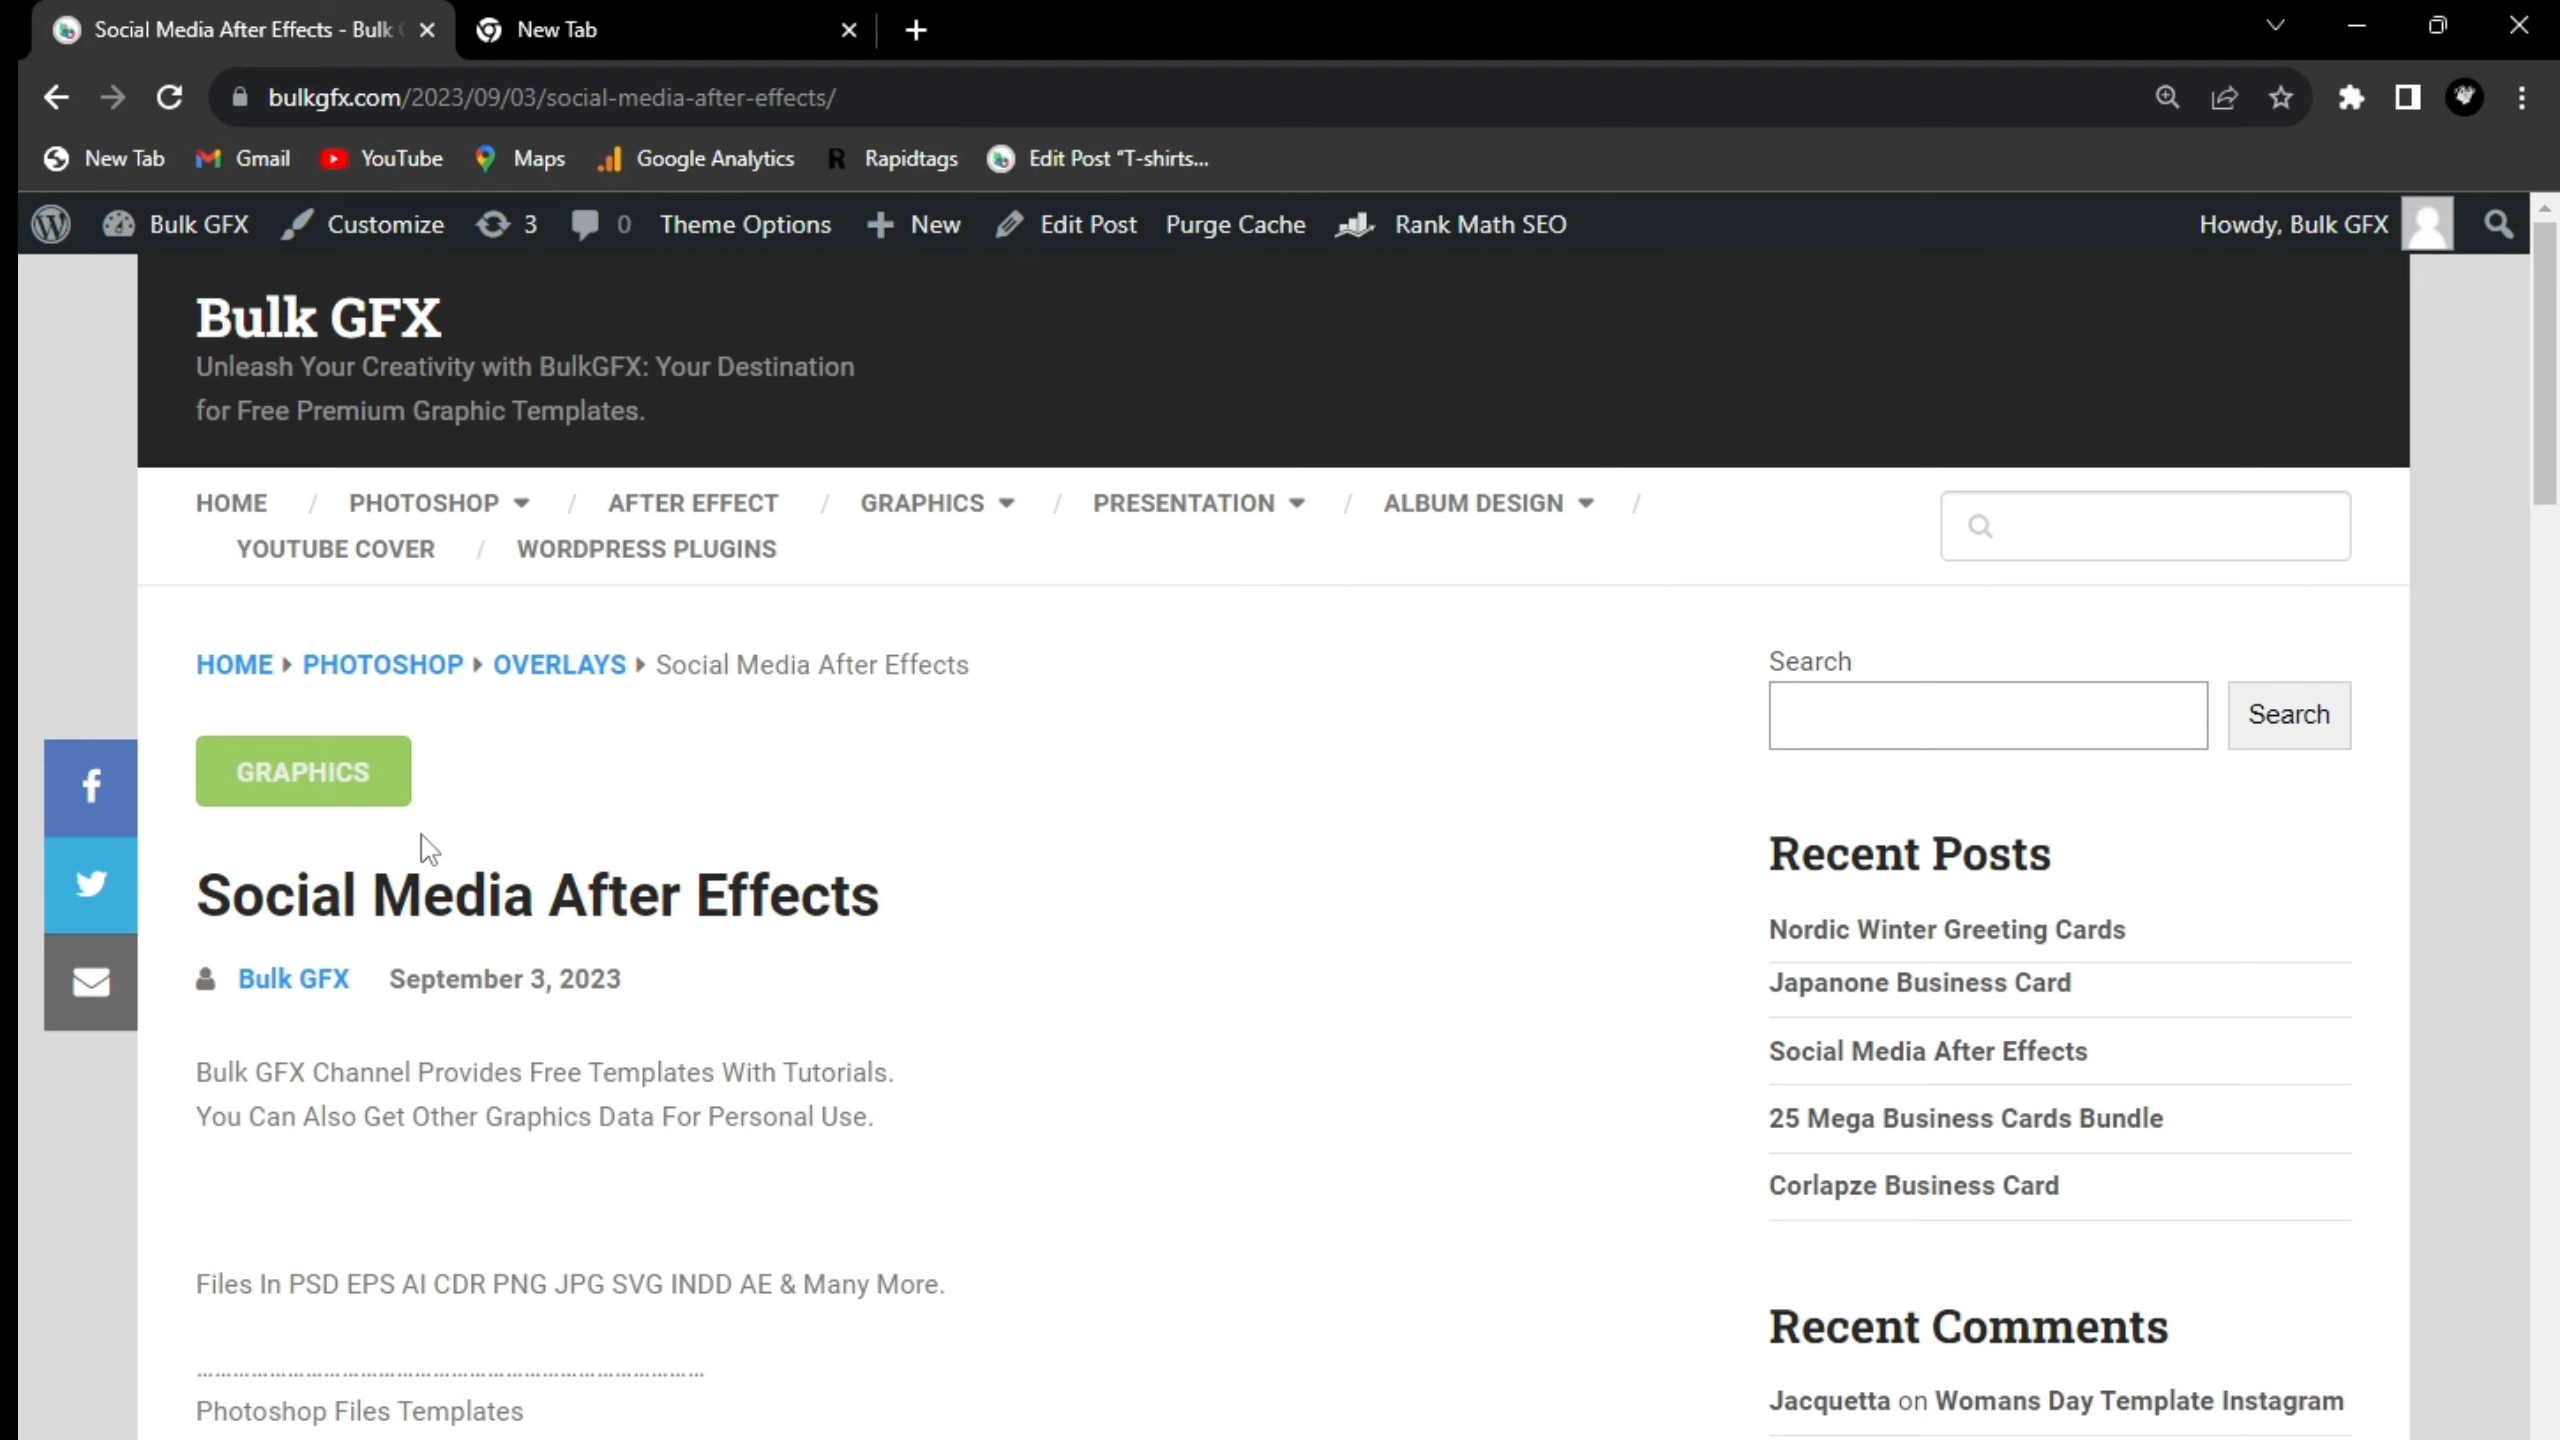 Social Media After Effects - Bulk
New Tab
bulkgfx.com/2023/09/03/social-media-after-effects/
New Tab
Gmail
YouTube
Maps
Google Analytics
R Rapidtags
Edit Post "T-shirts...
Bulk GFX
Customize
3
0
Theme Options
New
Edit Post
Purge Cache
Rank Math SEO
Howdy, Bulk GFX
Bulk GFX
Unleash Your Creativity with BulkGFX: Your Destination
for Free Premium Graphic Templates.
HOME / PHOTOSHOP / AFTER EFFECT / GRAPHICS / PRESENTATION / ALBUM DESIGN /
YOUTUBE COVER / WORDPRESS PLUGINS
HOME PHOTOSHOP OVERLAYS Social Media After Effects
GRAPHICS
Social Media After Effects
Bulk GFX September 3, 2023
Bulk GFX Channel Provides Free Templates With Tutorials.
You Can Also Get Other Graphics Data For Personal Use.
Files In PSD EPS AI CDR PNG JPG SVG INDD AE & Many More.
Photoshop Files Templates
Search
Search
Recent Posts
Nordic Winter Greeting Cards
Japanone Business Card
Social Media After Effects
25 Mega Business Cards Bundle
Corlapze Business Card
Recent Comments
Jacquetta on Womans Day Template Instagram